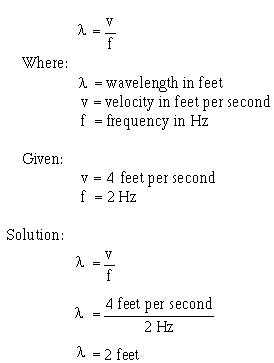 λ = v/f
Where:
λ = wavelength in feet
v = velocity in feet per second
f = frequency in Hz
Given:
v = 4 feet per second
f = 2 Hz
Solution:
λ = v/f
λ = 4 feet per second/2 Hz
λ = 2 feet